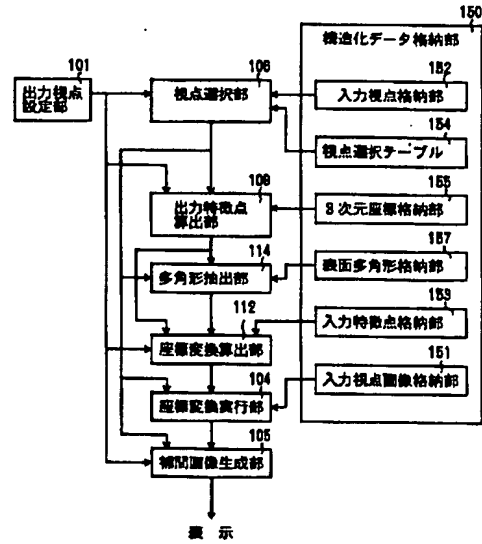 150
構造化データ格納部
101
出力視点
設定部
106
視点選択部
152
入力視点格納部
154
視点選択テーブル
109
出力特徴点
算出部
155
3次元座標格納部
114
多角形抽出部
157
表面多角形格納部
112
座標変換算出部
153
入力特徴点格納部
104
座標変換実行部
151
入力視点画像格納部
105
補間画像生成部
表示